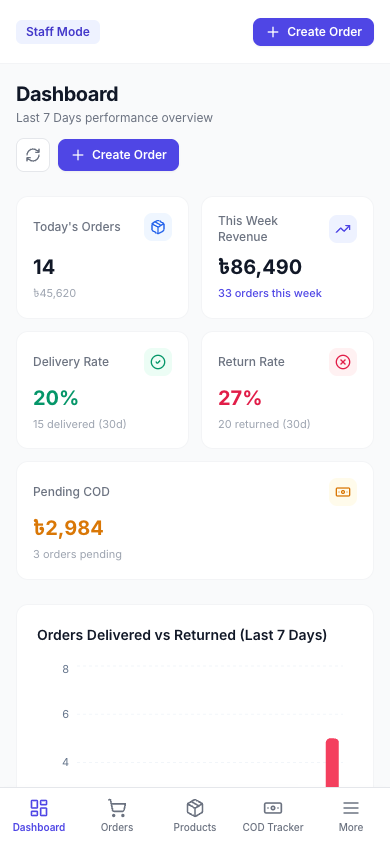 Staff Mode
Create Order
Dashboard
Last 7 Days performance overview
Create Order
Today's Orders
14
৳45,620
This Week
Revenue
৳86,490
33 orders this week
Delivery Rate
20%
15 delivered (30d)
Return Rate
27%
20 returned (30d)
Pending COD
৳2,984
3 orders pending
Orders Delivered vs Returned (Last 7 Days)
8
6
4
Dashboard
Orders
Products
COD Tracker
More